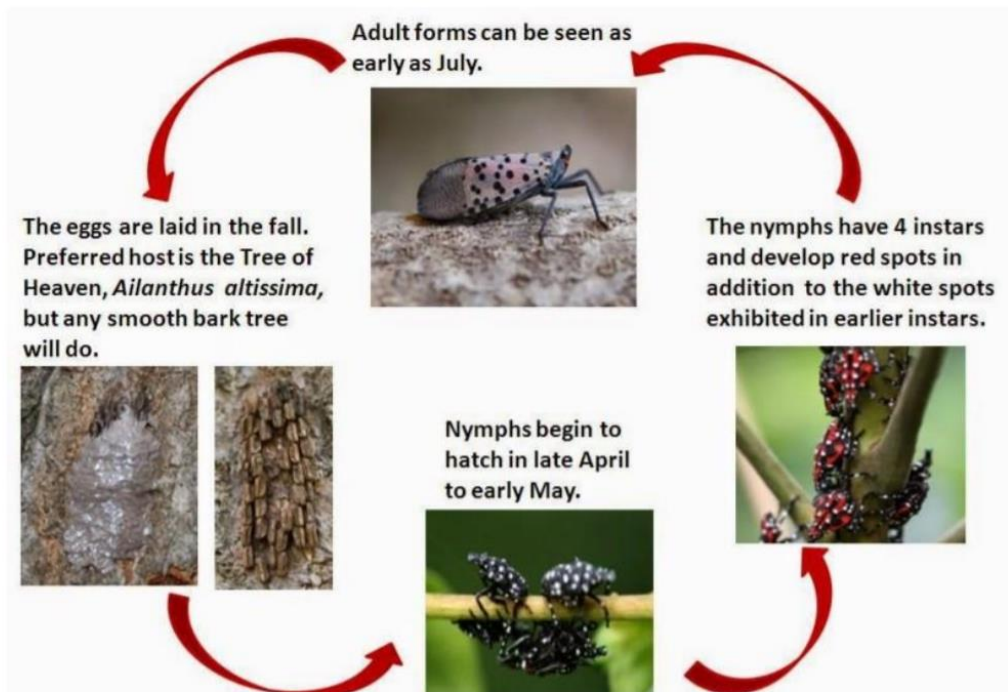 Adult forms can be seen as
early as July.
The eggs are laid in the fall.
Preferred host is the Tree of
Heaven, Ailanthus altissima,
but any smooth bark tree
will do.
Nymphs begin to
hatch in late April
to early May.
The nymphs have 4 instars
and develop red spots in
addition to the white spots
exhibited in earlier instars.